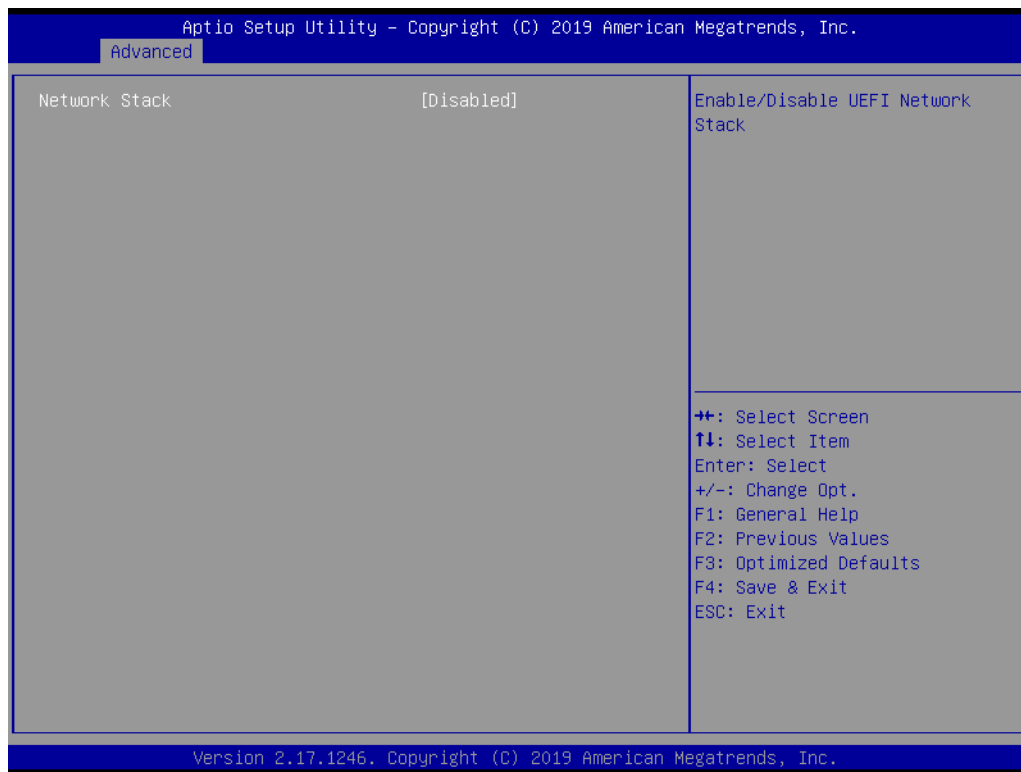 Aptio Setup Utility – Copyright (C) 2019 American Megatrends, Inc.
Advanced
Network Stack [Disabled]
Enable/Disable UEFI Network
Stack
→←: Select Screen
↑↓: Select Item
Enter: Select
+/-: Change Opt.
F1: General Help
F2: Previous Values
F3: Optimized Defaults
F4: Save & Exit
ESC: Exit
Version 2.17.1246. Copyright (C) 2019 American Megatrends, Inc.